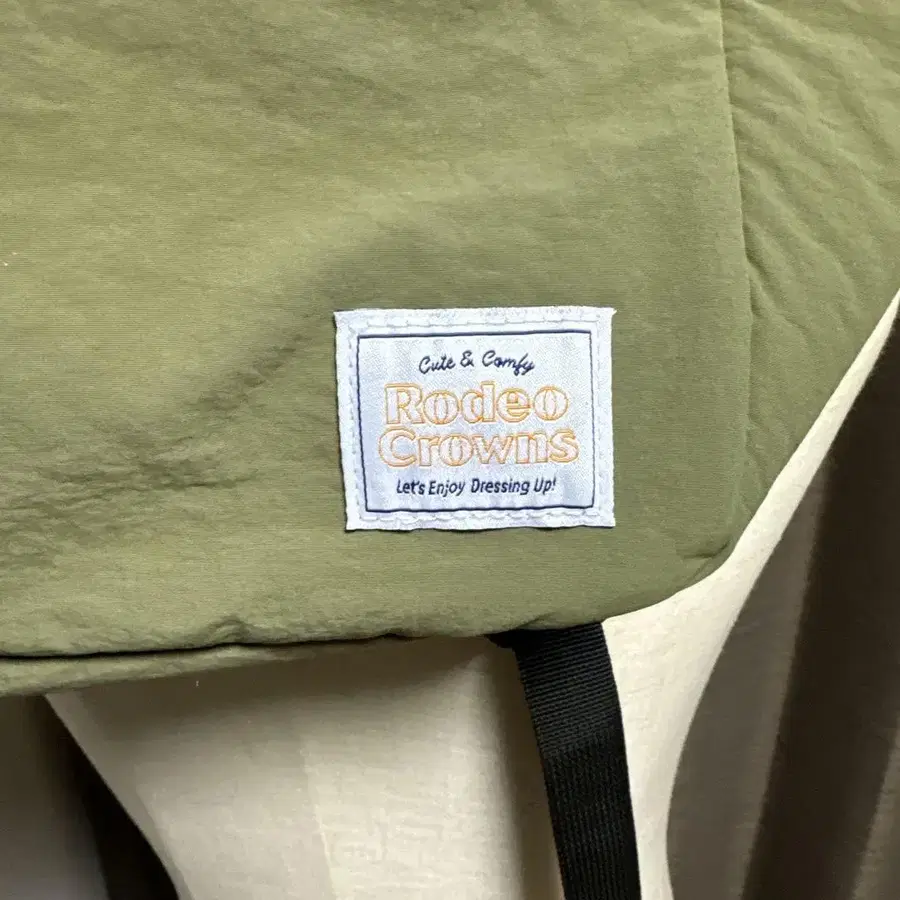 Cute & Comfy
Rodeo
Crowns
Let's Enjoy Dressing Up!